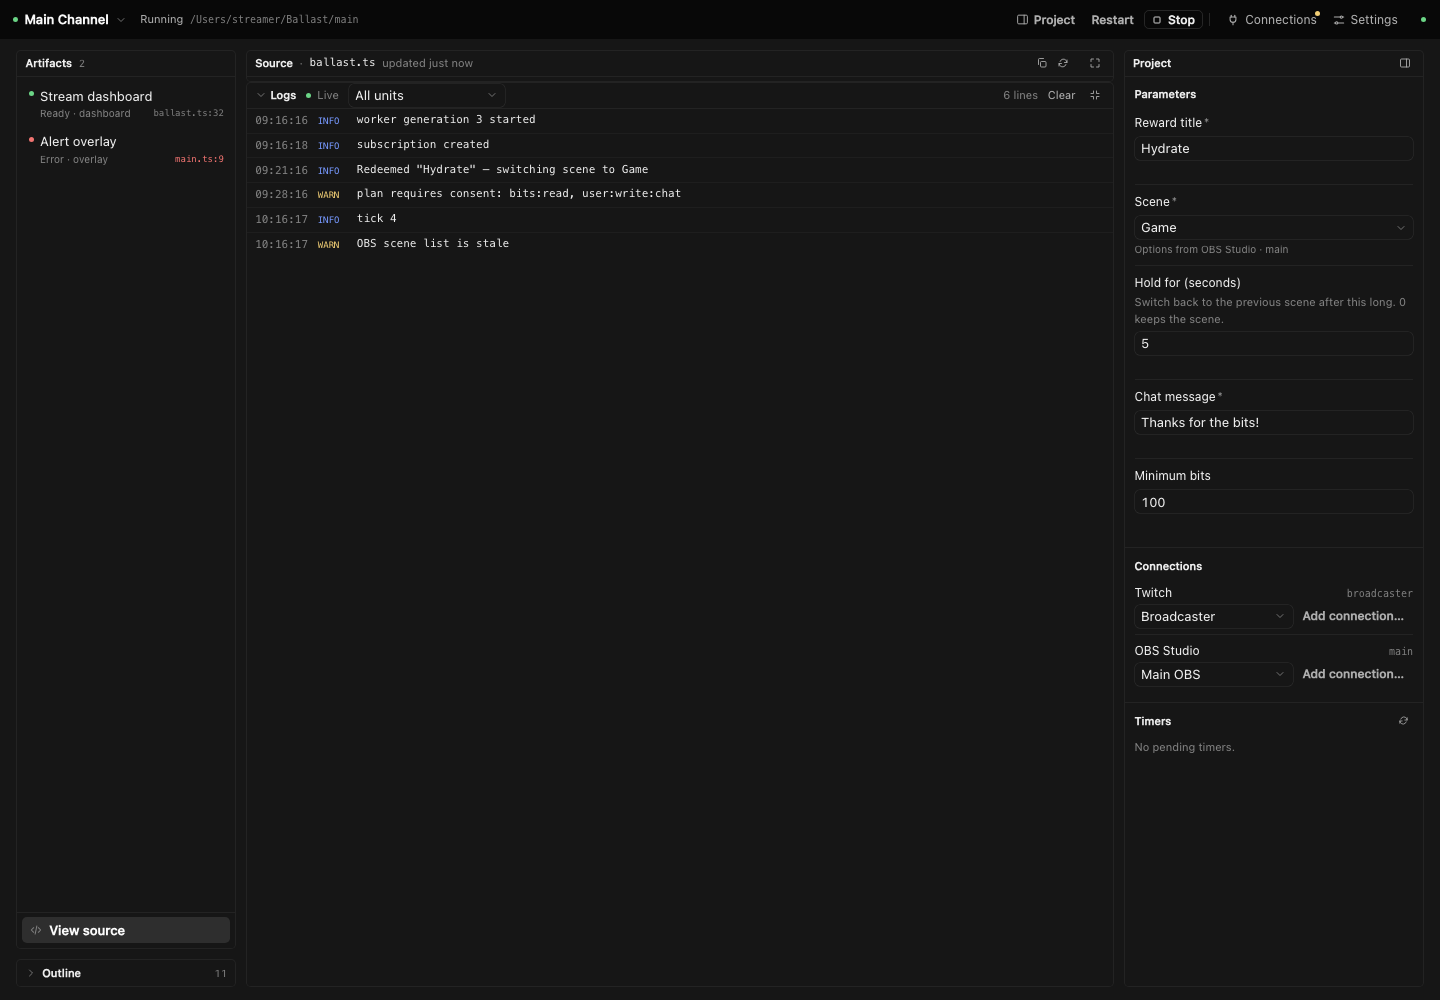 Main Channel
Running /Users/streamer/Ballast/main
Project
Restart
Stop
Connections
Settings
Artifacts 2
Stream dashboard
Ready · dashboard ballast.ts:32
Alert overlay
Error · overlay main.ts:9
View source
Outline 11
Source · ballast.ts updated just now
Logs Live All units 6 lines Clear
09:16:16 INFO worker generation 3 started
09:16:18 INFO subscription created
09:21:16 INFO Redeemed "Hydrate" — switching scene to Game
09:28:16 WARN plan requires consent: bits:read, user:write:chat
10:16:17 INFO tick 4
10:16:17 WARN OBS scene list is stale
Project
Parameters
Reward title *
Hydrate
Scene *
Game
Options from OBS Studio · main
Hold for (seconds)
Switch back to the previous scene after this long. 0
keeps the scene.
5
Chat message *
Thanks for the bits!
Minimum bits
100
Connections
Twitch broadcaster
Broadcaster Add connection...
OBS Studio main
Main OBS Add connection...
Timers
No pending timers.